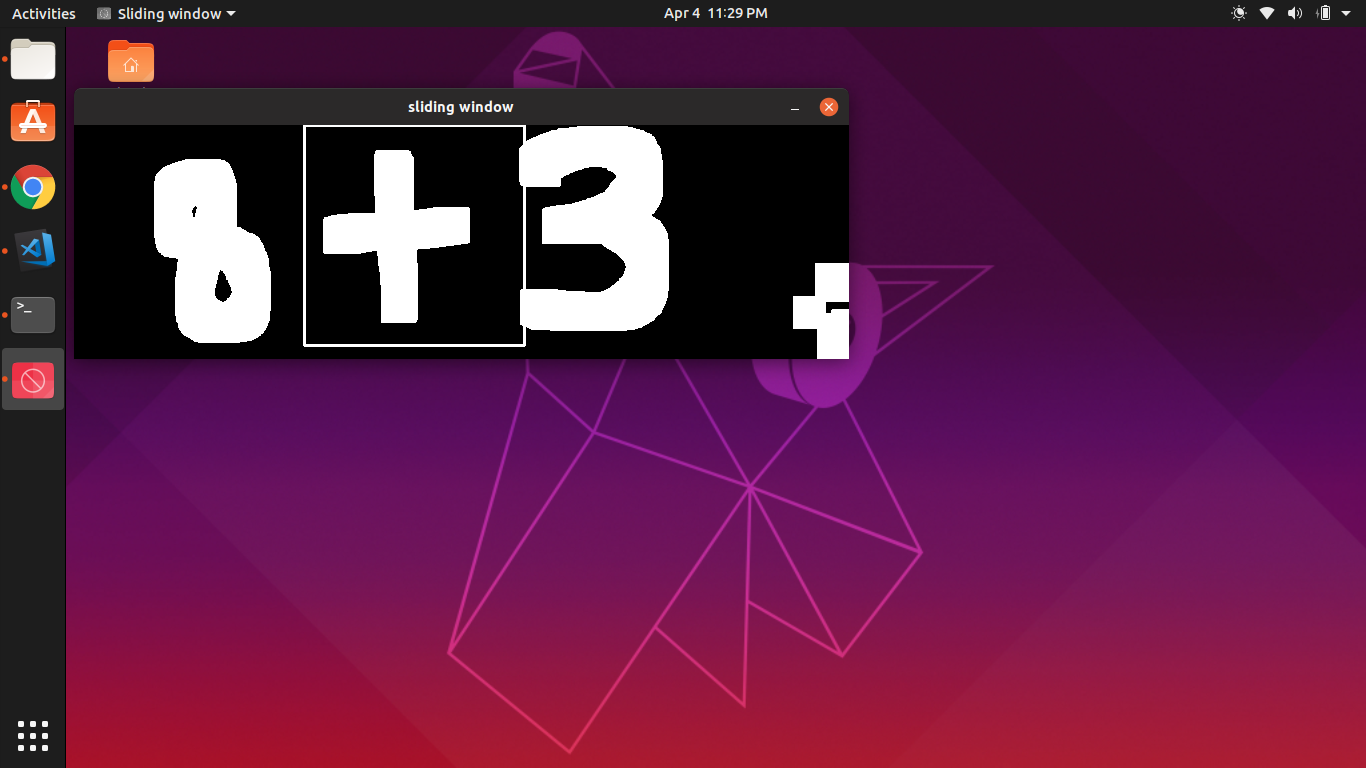 Activities Sliding window Apr 4 11:29 PM
sliding window
8+3
>_